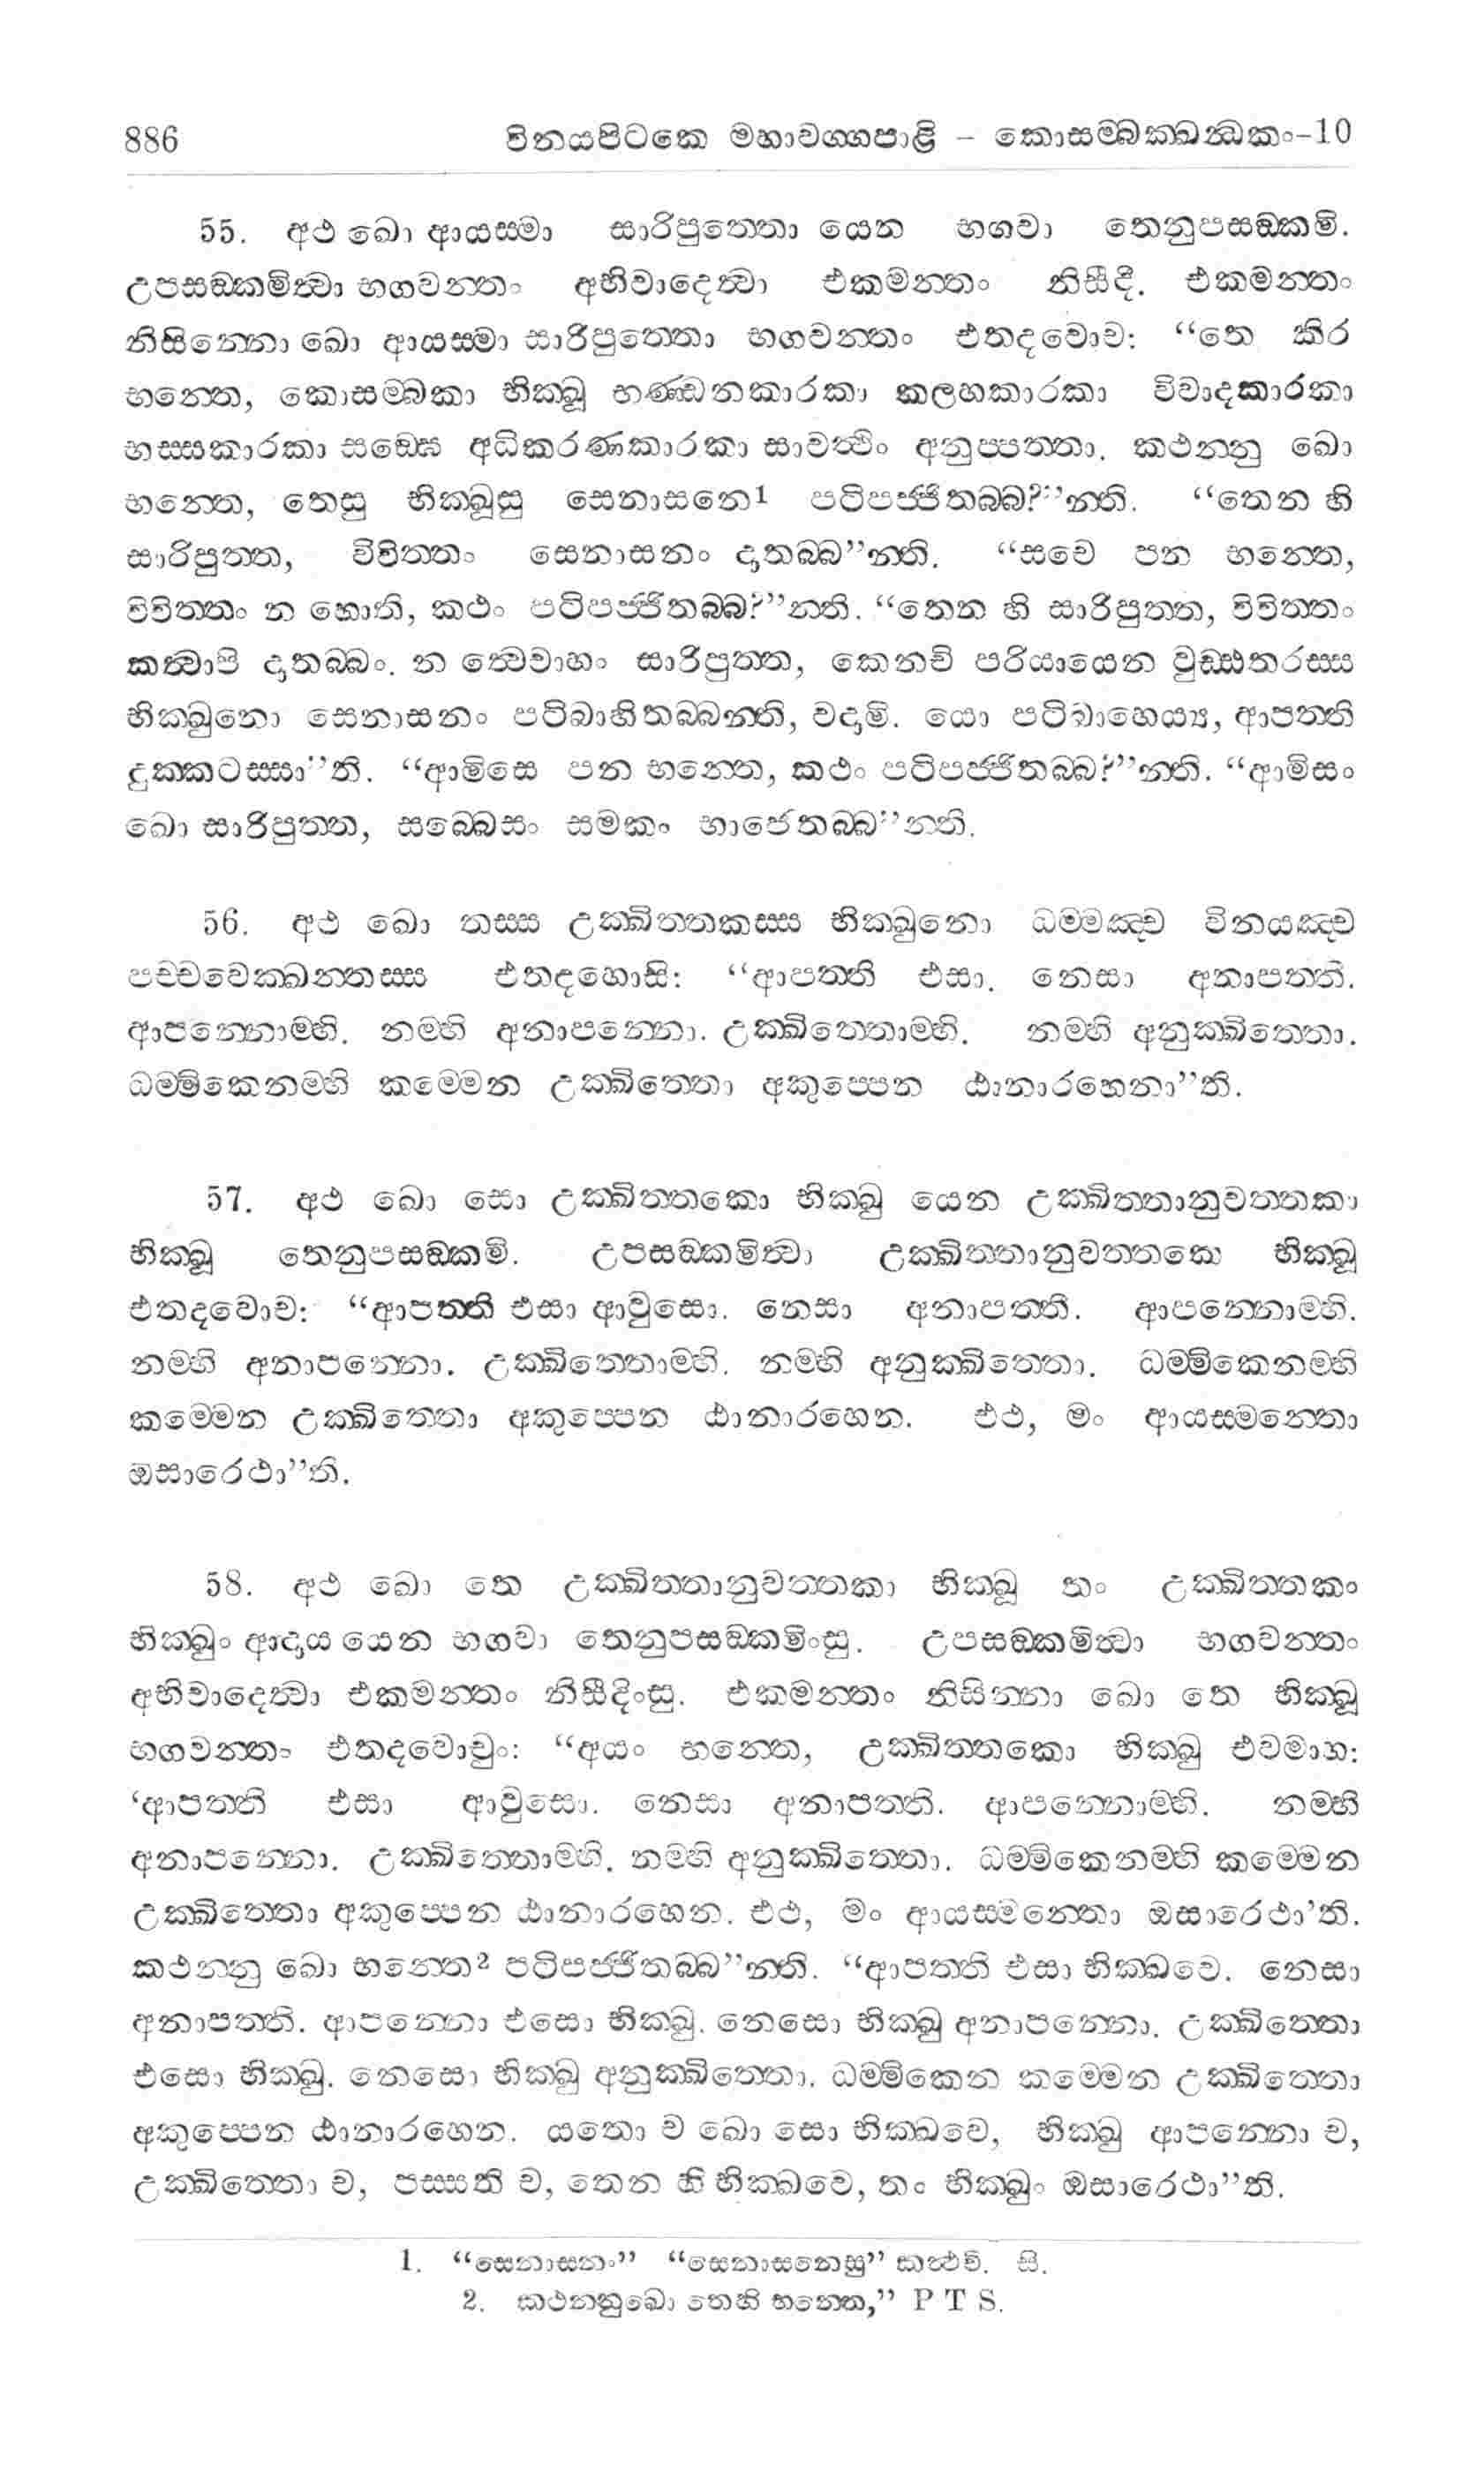 886 විනයපිටකෙ මහාවග්ගපාළි – කොසම්බක්ඛන්ධකං-10
55. අථ ඛො ආයස්මා සාරිපුත්තො යෙන භගවා තෙනුපසඞ්කමි.
උපසඞ්කමිත්වා භගවන්තං අභිවාදෙත්වා එකමන්තං නිසීදි. එකමන්තං
නිසින්නො ඛො ආයස්මා සාරිපුත්තො භගවන්තං එතදවොච: “තෙ කිර
භන්තෙ, කොසම්බකා භික්ඛූ භණ්ඩනකාරකා කලහකාරකා විවාදකාරකා
භස්සකාරකා සඞ්ඝෙ අධිකරණකාරකා සාවත්ථිං අනුප්පත්තා. කථන්නු ඛො
භන්තෙ, තෙසු භික්ඛූසු සෙනාසනෙ1 පටිපජ්ජිතබ්බ?”න්ති. “තෙන හි
සාරිපුත්ත, විවිත්තං සෙනාසනං දාතබ්බ”න්ති. “සචෙ පන භන්තෙ,
විවිත්තං න හොති, කථං පටිපජ්ජිතබ්බ?”න්ති. “තෙන හි සාරිපුත්ත, විවිත්තං
කත්වාපි දාතබ්බං. න ත්වෙවාහං සාරිපුත්ත, කෙනචි පරියායෙන වුඩ්ඪතරස්ස
භික්ඛුනො සෙනාසනං පටිබාහිතබ්බන්ති, වදාමි. යො පටිබාහෙය්‍ය, ආපත්ති
දුක්කටස්සා”ති. “ආමිසෙ පන භන්තෙ, කථං පටිපජ්ජිතබ්බ?”න්ති. “ආමිසං
ඛො සාරිපුත්ත, සබ්බෙසං සමකං භාජෙතබ්බ”න්ති.
56. අථ ඛො තස්ස උක්ඛිත්තකස්ස භික්ඛුනො ධම්මඤ්ච විනයඤ්ච
පච්චවෙක්ඛන්තස්ස එතදහොසි: “ආපත්ති එසා. නෙසා අනාපත්ති.
ආපන්නොම්හි. නම්හි අනාපන්නො. උක්ඛිත්තොම්හි. නම්හි අනුක්ඛිත්තො.
ධම්මිකෙනම්හි කම්මෙන උක්ඛිත්තො අකුප්පෙන ඨානාරහෙනා”ති.
57. අථ ඛො සො උක්ඛිත්තකො භික්ඛු යෙන උක්ඛිත්තානුවත්තකා
භික්ඛූ තෙනුපසඞ්කමි. උපසඞ්කමිත්වා උක්ඛිත්තානුවත්තකෙ භික්ඛූ
එතදවොච: “ආපත්ති එසා ආවුසො. නෙසා අනාපත්ති. ආපන්නොම්හි.
නම්හි අනාපන්නො. උක්ඛිත්තොම්හි. නම්හි අනුක්ඛිත්තො. ධම්මිකෙනම්හි
කම්මෙන උක්ඛිත්තො අකුප්පෙන ඨානාරහෙන. එථ, මං ආයස්මන්තො
ඔසාරෙථා”ති.
58. අථ ඛො තෙ උක්ඛිත්තානුවත්තකා භික්ඛූ තං උක්ඛිත්තකං
භික්ඛුං ආදාය යෙන භගවා තෙනුපසඞ්කමිංසු. උපසඞ්කමිත්වා භගවන්තං
අභිවාදෙත්වා එකමන්තං නිසීදිංසු. එකමන්තං නිසින්නා ඛො තෙ භික්ඛූ
භගවන්තං එතදවොචුං: “අයං භන්තෙ, උක්ඛිත්තකො භික්ඛු එවමාහ:
‘ආපත්ති එසා ආවුසො. නෙසා අනාපත්ති. ආපන්නොම්හි. නම්හි
අනාපන්නො. උක්ඛිත්තොම්හි. නම්හි අනුක්ඛිත්තො. ධම්මිකෙනම්හි කම්මෙන
උක්ඛිත්තො අකුප්පෙන ඨානාරහෙන. එථ, මං ආයස්මන්තො ඔසාරෙථා’ති.
කථන්නු ඛො භන්තෙ2 පටිපජ්ජිතබ්බ”න්ති. “ආපත්ති එසා භික්ඛවෙ. නෙසා
අනාපත්ති. ආපන්නො එසො භික්ඛු. නෙසො භික්ඛු අනාපන්නො. උක්ඛිත්තො
එසො භික්ඛු. නෙසො භික්ඛු අනුක්ඛිත්තො. ධම්මිකෙන කම්මෙන උක්ඛිත්තො
අකුප්පෙන ඨානාරහෙන. යතො ච ඛො සො භික්ඛවෙ, භික්ඛු ආපන්නො ච,
උක්ඛිත්තො ච, පස්සති ච, තෙන හි භික්ඛවෙ, තං භික්ඛුං ඔසාරෙථා”ති.
1. “සෙනාසනං” “සෙනාසනෙසු” කත්ථචි. සි.
2. කථන්නුඛො තෙහි භන්තෙ,” P T S.